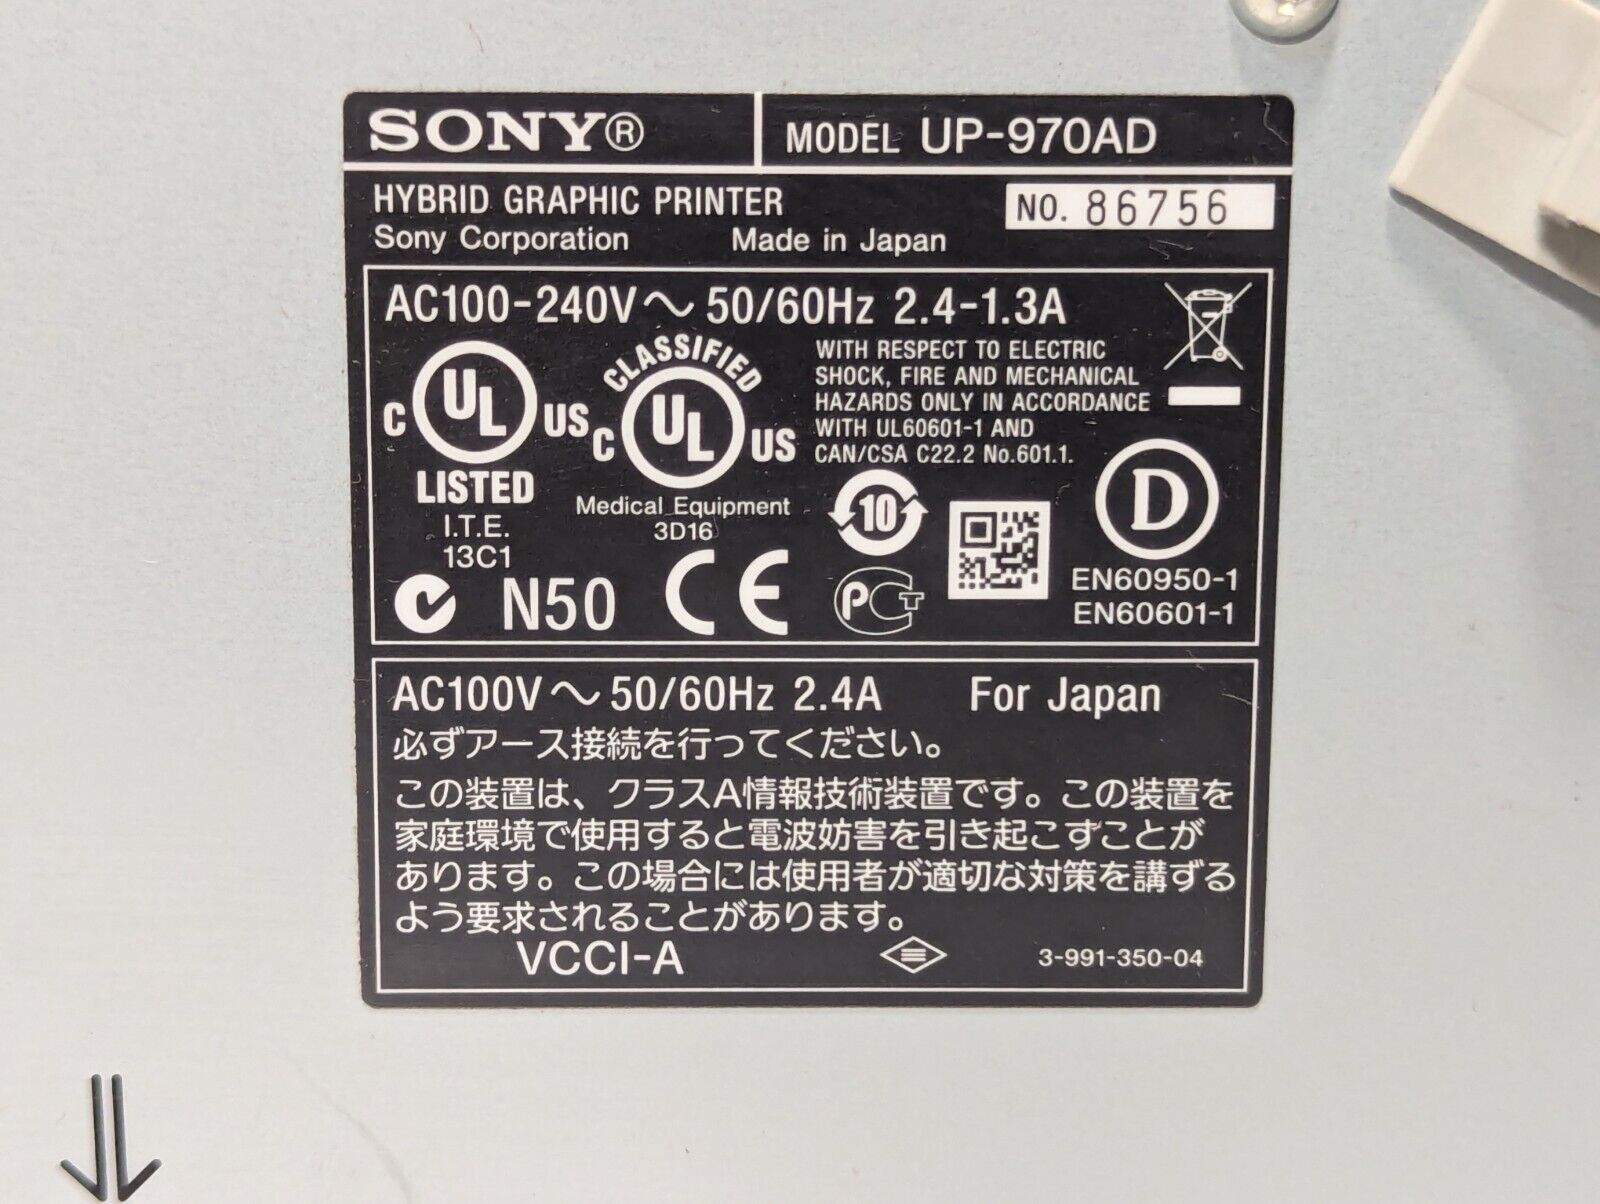 SONY® MODEL UP-970AD
HYBRID GRAPHIC PRINTER NO. 86756
Sony Corporation Made in Japan
AC100-240V～50/60Hz 2.4-1.3A
C UL US
LISTED
I.T.E.
13C1
CLASSIFIED
C UL US
Medical Equipment
3D16
WITH RESPECT TO ELECTRIC
SHOCK, FIRE AND MECHANICAL
HAZARDS ONLY IN ACCORDANCE
WITH UL60601-1 AND
CAN/CSA C22.2 No.601.1.
10
D
EN60950-1
EN60601-1
N50 CE PCT
AC100V～50/60Hz 2.4A For Japan
必ずアース接続を行ってください。
この装置は、クラスA情報技術装置です。この装置を
家庭環境で使用すると電波妨害を引き起こすことが
あります。この場合には使用者が適切な対策を講ずる
よう要求されることがあります。
VCCI-A 3-991-350-04